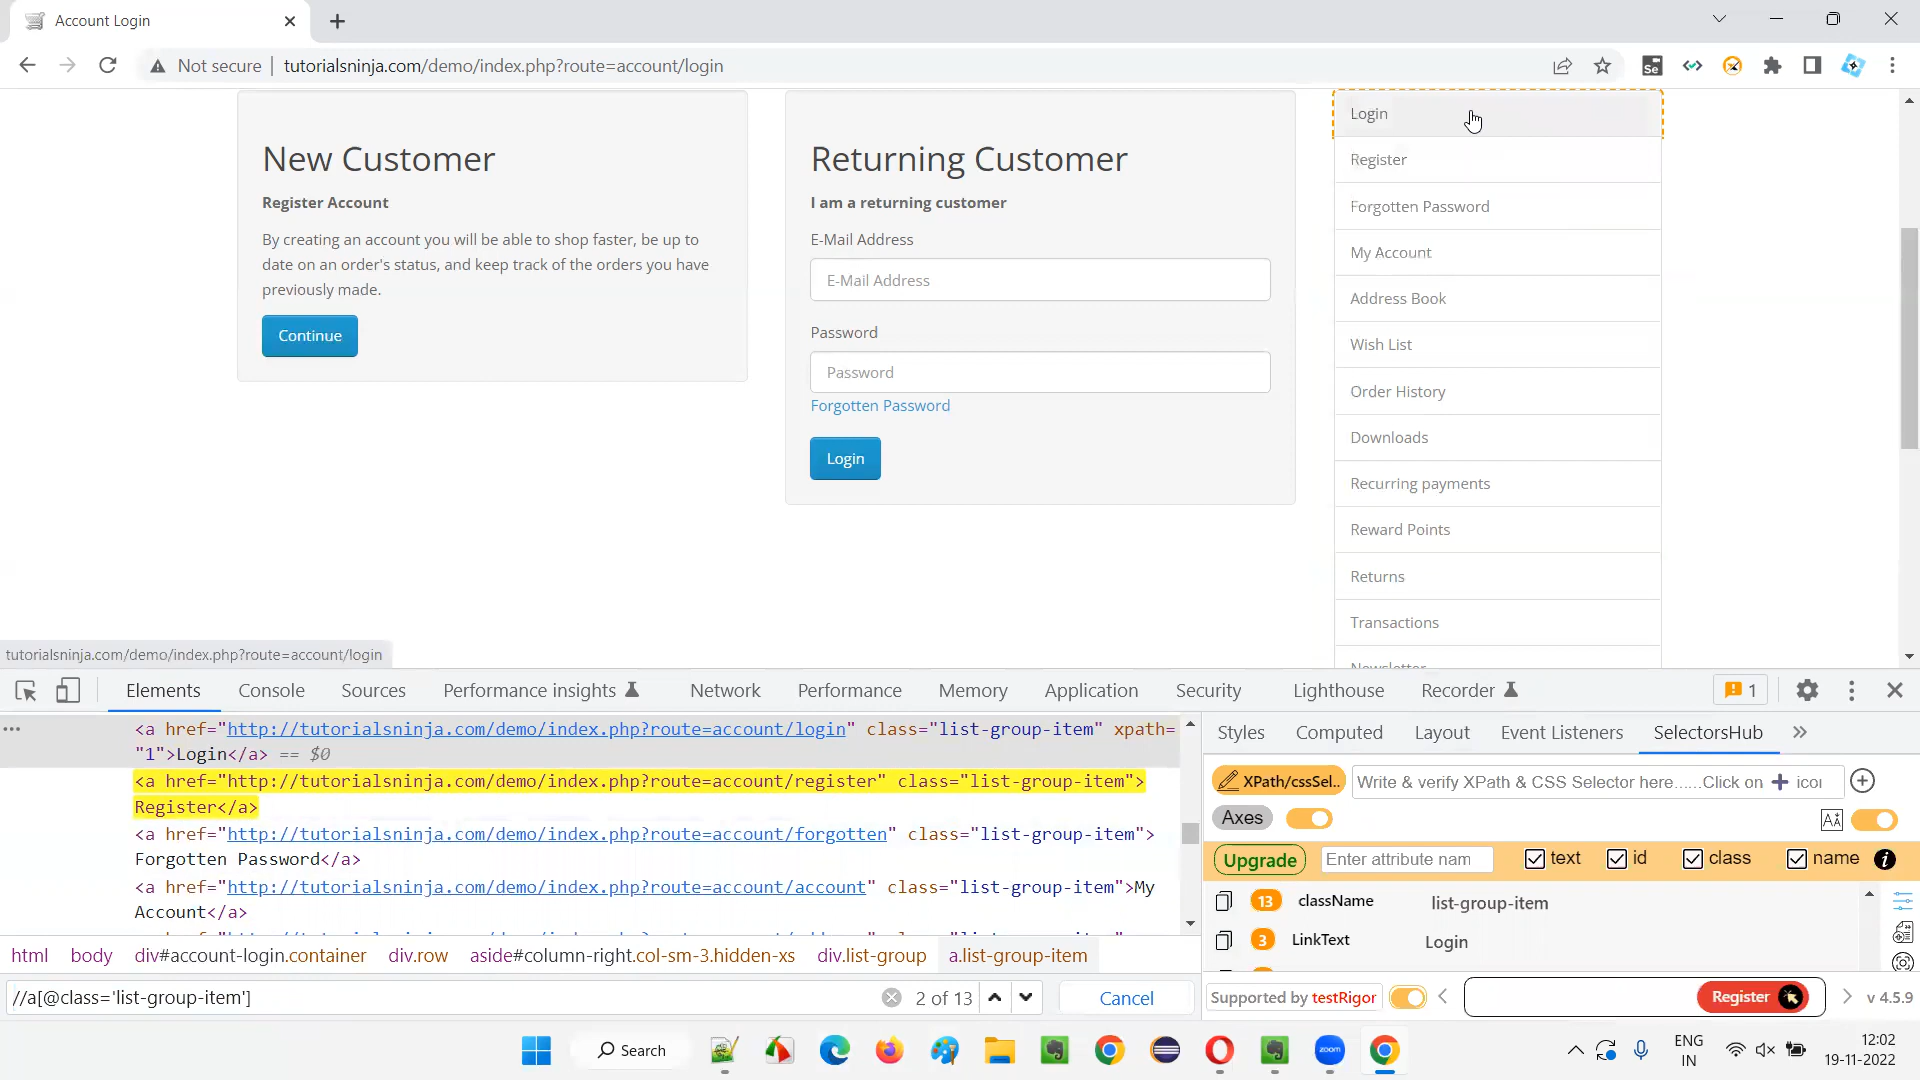 Account Login
Not secure
tutorialsninja.com/demo/index.php?route=account/login
New Customer
Register Account
By creating an account you will be able to shop faster, be up to
date on an order's status, and keep track of the orders you have
previously made.
Continue
Returning Customer
I am a returning customer
E-Mail Address
E-Mail Address
Password
Password
Forgotten Password
Login
Login
Register
Forgotten Password
My Account
Address Book
Wish List
Order History
Downloads
Recurring payments
Reward Points
Returns
Transactions
Newsletter
tutorialsninja.com/demo/index.php?route=account/login
Elements Console Sources Performance insights Network Performance Memory Application Security Lighthouse Recorder 1
<a href="http://tutorialsninja.com/demo/index.php?route=account/login" class="list-group-item" xpath=
"1">Login</a> == $0
<a href="http://tutorialsninja.com/demo/index.php?route=account/register" class="list-group-item">
Register</a>
<a href="http://tutorialsninja.com/demo/index.php?route=account/forgotten" class="list-group-item">
Forgotten Password</a>
<a href="http://tutorialsninja.com/demo/index.php?route=account/account" class="list-group-item">My
Account</a>
html body div#account-login.container div.row aside#column-right.col-sm-3.hidden-xs div.list-group a.list-group-item
//a[@class='list-group-item'] 2 of 13 Cancel
Styles Computed Layout Event Listeners SelectorsHub
XPath/cssSel.. Write & verify XPath & CSS Selector here......Click on + ico
Axes
Upgrade Enter attribute nam text id class name
13 className list-group-item
3 LinkText Login
Supported by testRigor Register v 4.5.9
Search
zoom
ENG
IN
12:02
19-11-2022